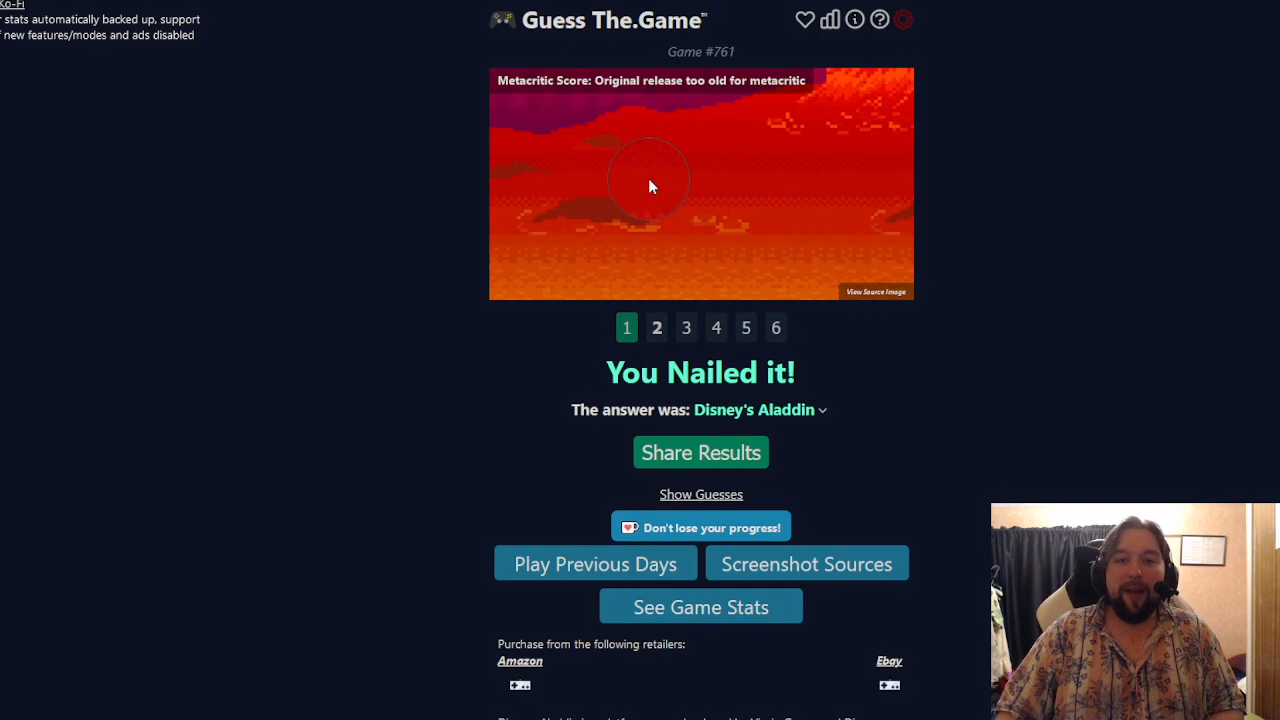 Ko-Fi
stats automatically backed up, support
f new features/modes and ads disabled
Guess The.Game™
Game #761
Metacritic Score: Original release too old for metacritic
View Source Image
1 2 3 4 5 6
You Nailed it!
The answer was: Disney's Aladdin
Share Results
Show Guesses
Don't lose your progress!
Play Previous Days
Screenshot Sources
See Game Stats
Purchase from the following retailers:
Amazon
Ebay